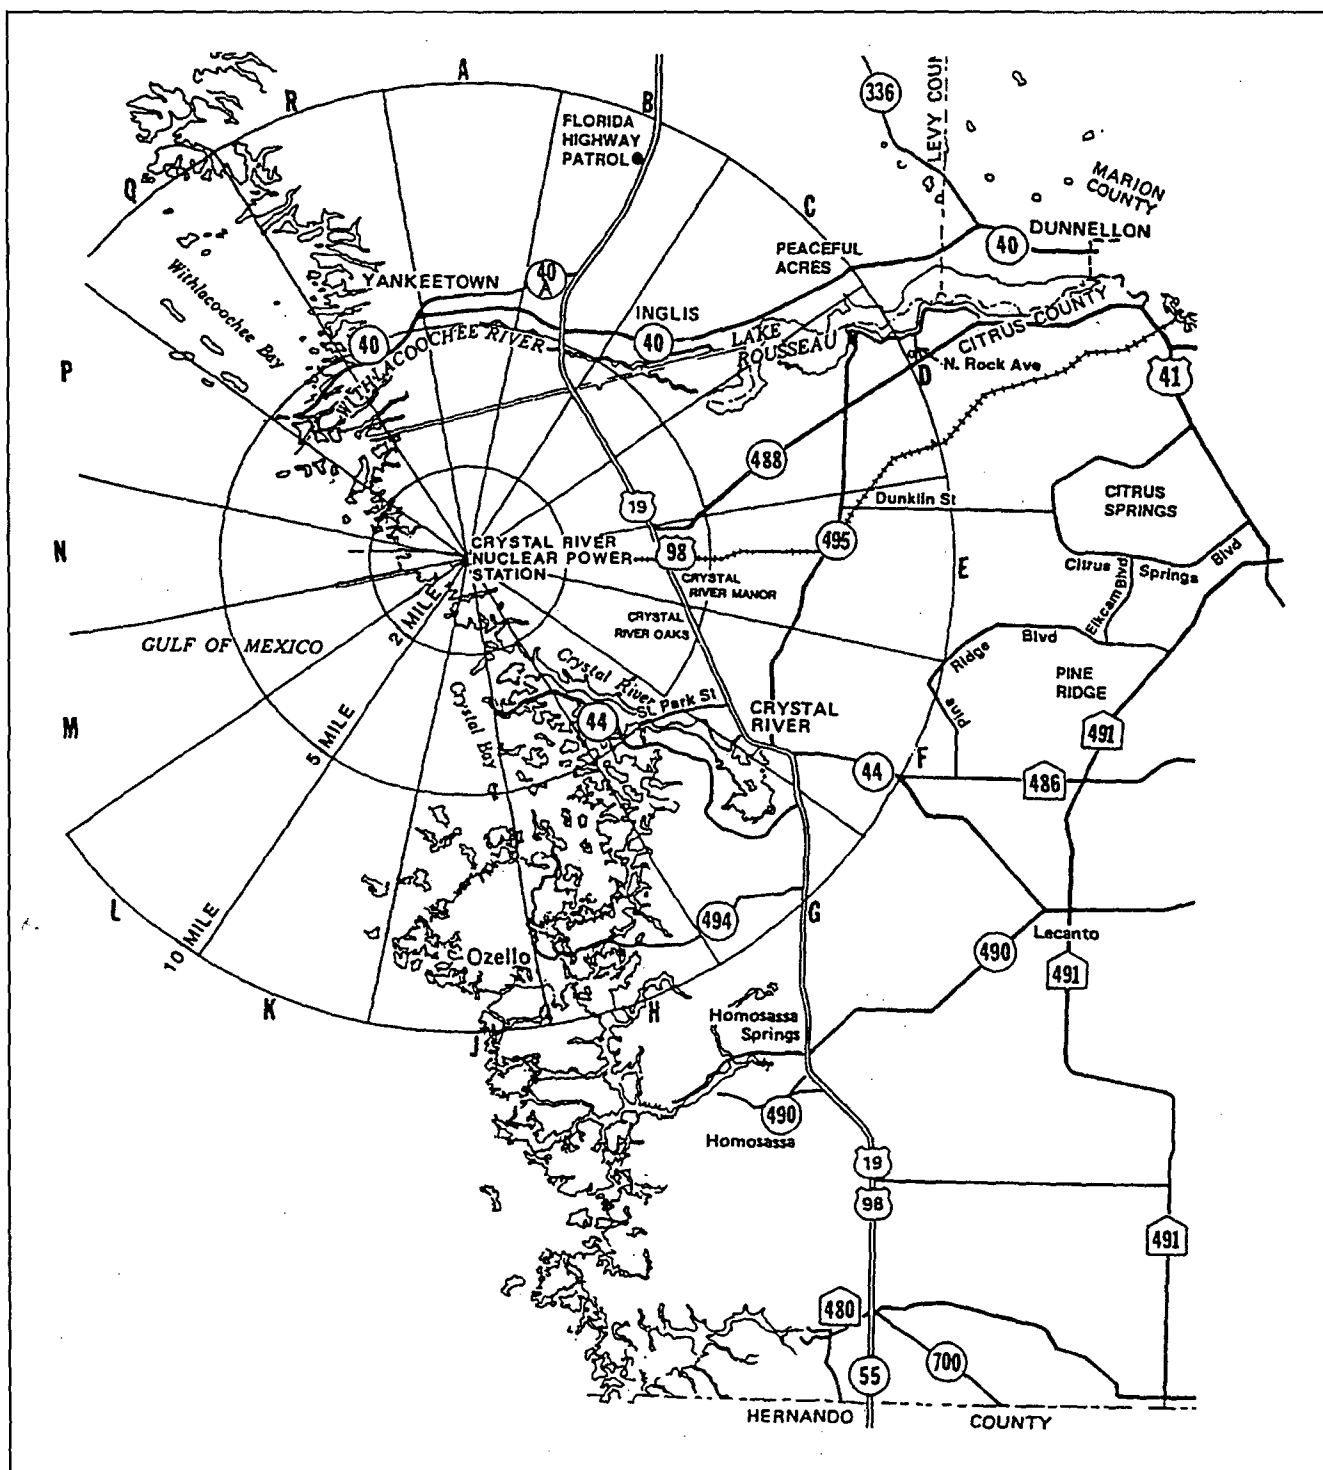 A
R
B
FLORIDA
HIGHWAY
PATROL
336
LEVY COUN
MARION
COUNTY
Q
C
PEACEFUL
ACRES
40
DUNNELLON
Withlacoochee Bay
YANKEETOWN
40
A
INGLIS
40
40
WITHLACOOCHEE RIVER
LAKE
ROUSSEAU
CITRUS COUNTY
N. Rock Ave
D
41
P
488
19
Dunklin St
CITRUS
SPRINGS
495
98
N
CRYSTAL RIVER
NUCLEAR POWER
STATION
E
Citrus Springs Blvd
Elkcam Blvd
CRYSTAL
RIVER MANOR
CRYSTAL
RIVER OAKS
2 MILE
GULF OF MEXICO
Pine Ridge Blvd
PINE
RIDGE
Crystal River
St. Park St
Crystal Bay
44
CRYSTAL
RIVER
491
M
5 MILE
F
44
486
L
10 MILE
494
G
Lecanto
490
491
Ozello
K
H
J
Homosassa
Springs
490
Homosassa
19
98
491
480
700
55
HERNANDO COUNTY